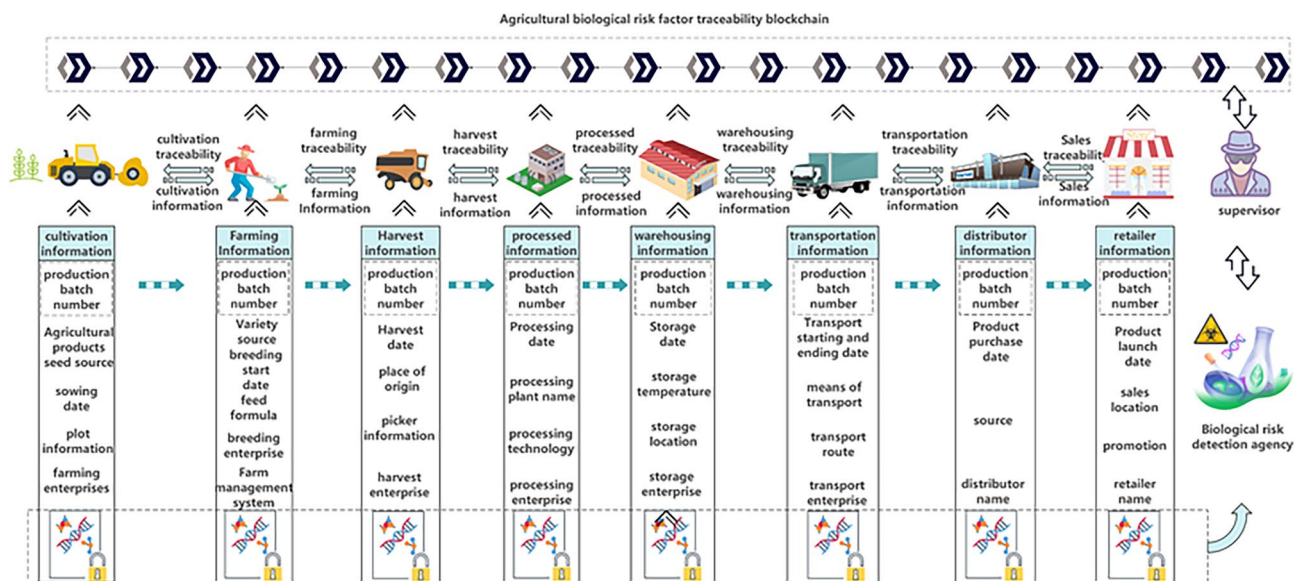 Agricultural biological risk factor traceability blockchain
cultivation
traceability
cultivation
information
farming
traceability
farming
Information
harvest
traceability
harvest
information
processed
traceability
processed
information
warehousing
traceability
warehousing
information
transportation
traceability
transportation
information
Sales
traceability
Sales
information
Store
supervisor
cultivation
information
production
batch
number
Agricultural
products
seed source
sowing
date
plot
information
farming
enterprises
Farming
Information
production
batch
number
Variety
source
breeding
start
date
feed
formula
breeding
enterprise
Farm
management
system
Harvest
information
production
batch
number
Harvest
date
place of
origin
picker
information
harvest
enterprise
processed
information
production
batch
number
Processing
date
processing
plant name
processing
technology
processing
enterprise
warehousing
information
production
batch
number
Storage
date
storage
temperature
storage
location
storage
enterprise
transportation
information
production
batch
number
Transport
starting and
ending date
means of
transport
transport
route
transport
enterprise
distributor
information
production
batch
number
Product
purchase
date
source
distributor
name
retailer
information
production
batch
number
Product
launch
date
sales
location
promotion
retailer
name
Biological risk
detection agency